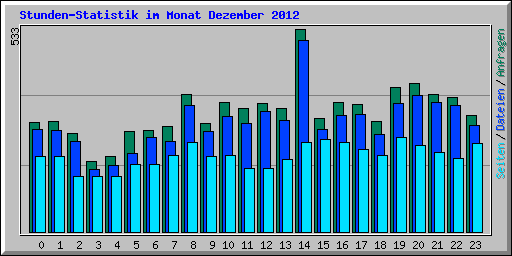 Stunden-Statistik im Monat Dezember 2012
533
Seiten / Dateien / Anfragen
0 1 2 3 4 5 6 7 8 9 10 11 12 13 14 15 16 17 18 19 20 21 22 23